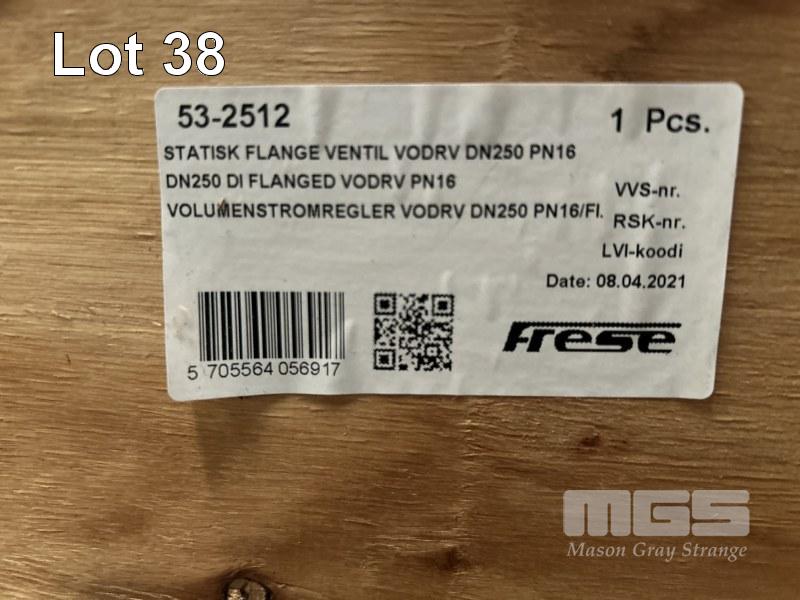 Lot 38
53-2512
1 Pcs.
STATISK FLANGE VENTIL VODRV DN250 PN16
DN250 DI FLANGED VODRV PN16
VOLUMENSTROMREGLER VODRV DN250 PN16/Fl.
VVS-nr.
RSK-nr.
LVI-koodi
Date: 08.04.2021
Frese
5 705564 056917
MGS
Mason Gray Strange